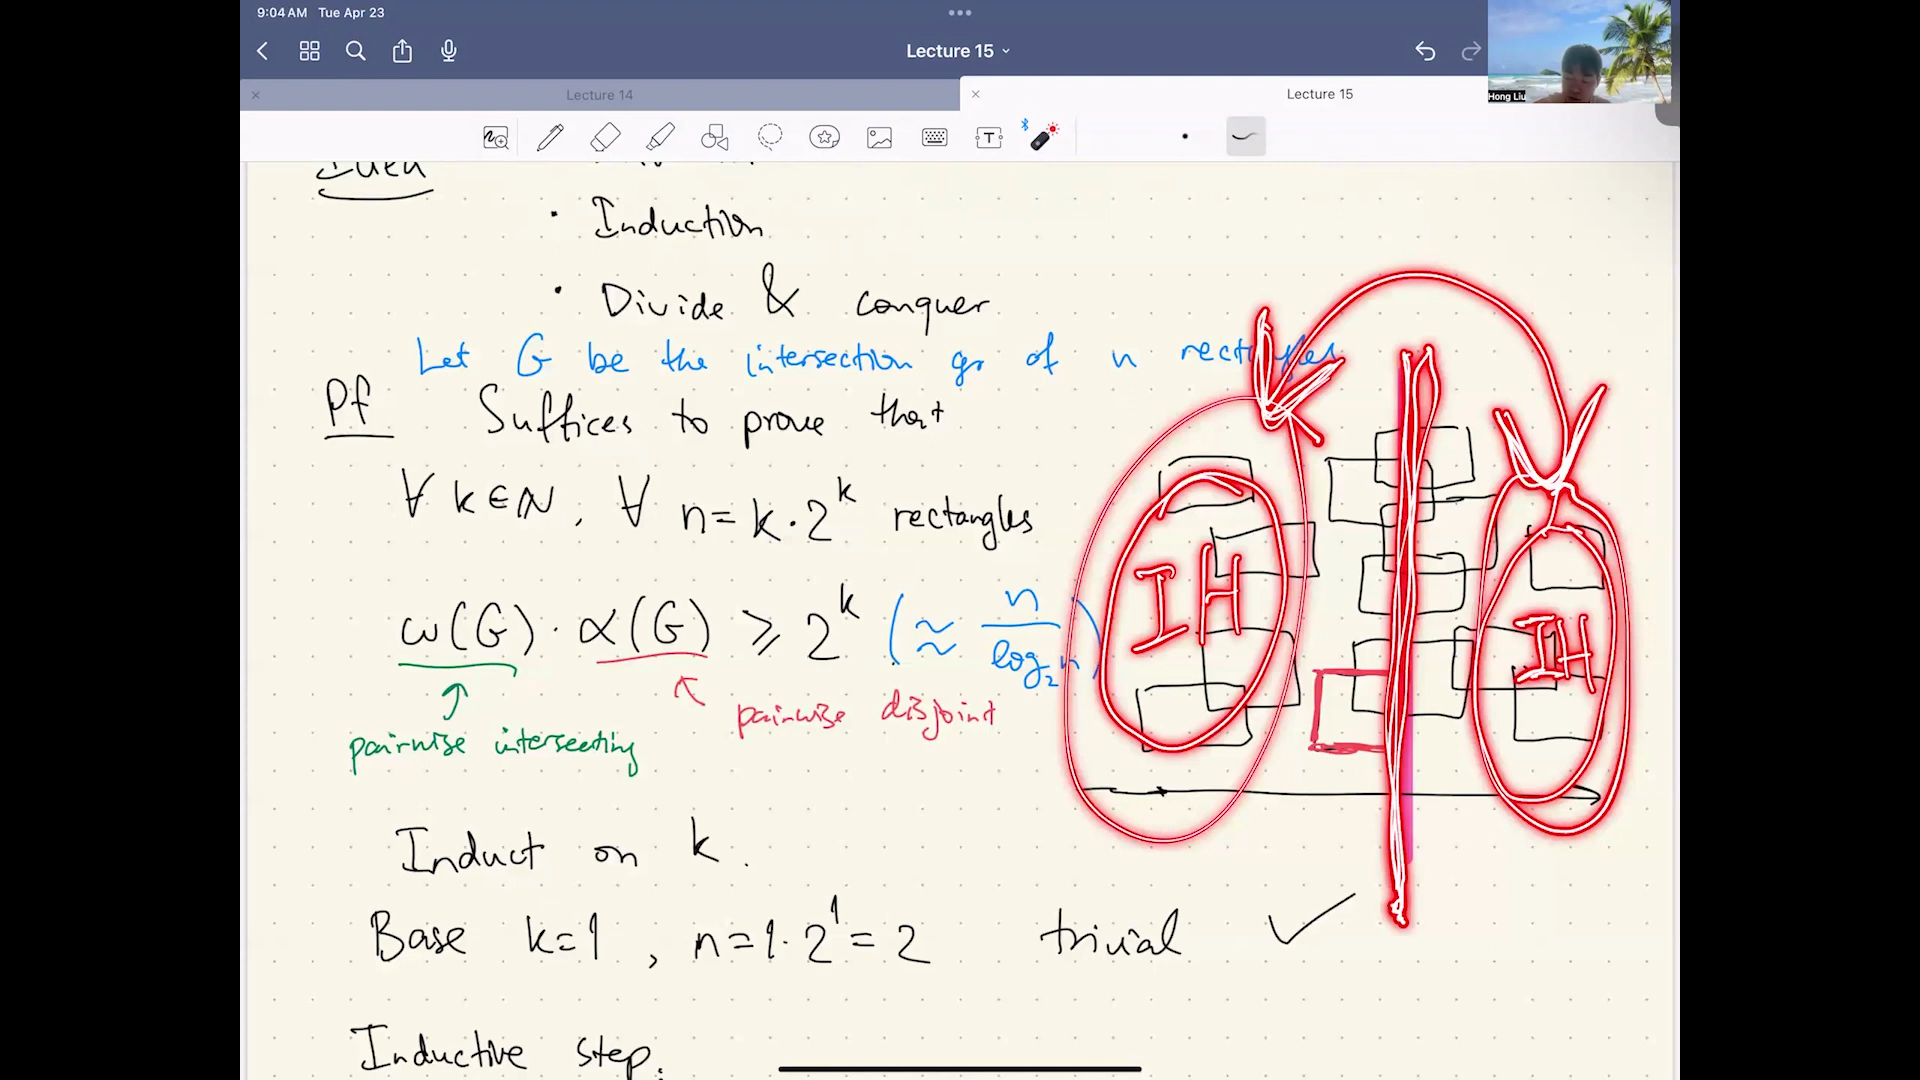 9:04 AM Tue Apr 23
Lecture 15
Hong Liu
Lecture 14
Lecture 15
Idea
• Induction
• Divide & conquer
Let G be the intersection gr of n rectangles
Pf Suffices to prove that
∀ k∈N, ∀ n = k·2^k rectangles
ω(G)·α(G) ≥ 2^k (≈ n / log₂n)
pairwise intersecting
pairwise disjoint
IH
IH
Induct on k.
Base k=1, n=1·2^1=2 trivial ✓
Inductive step: